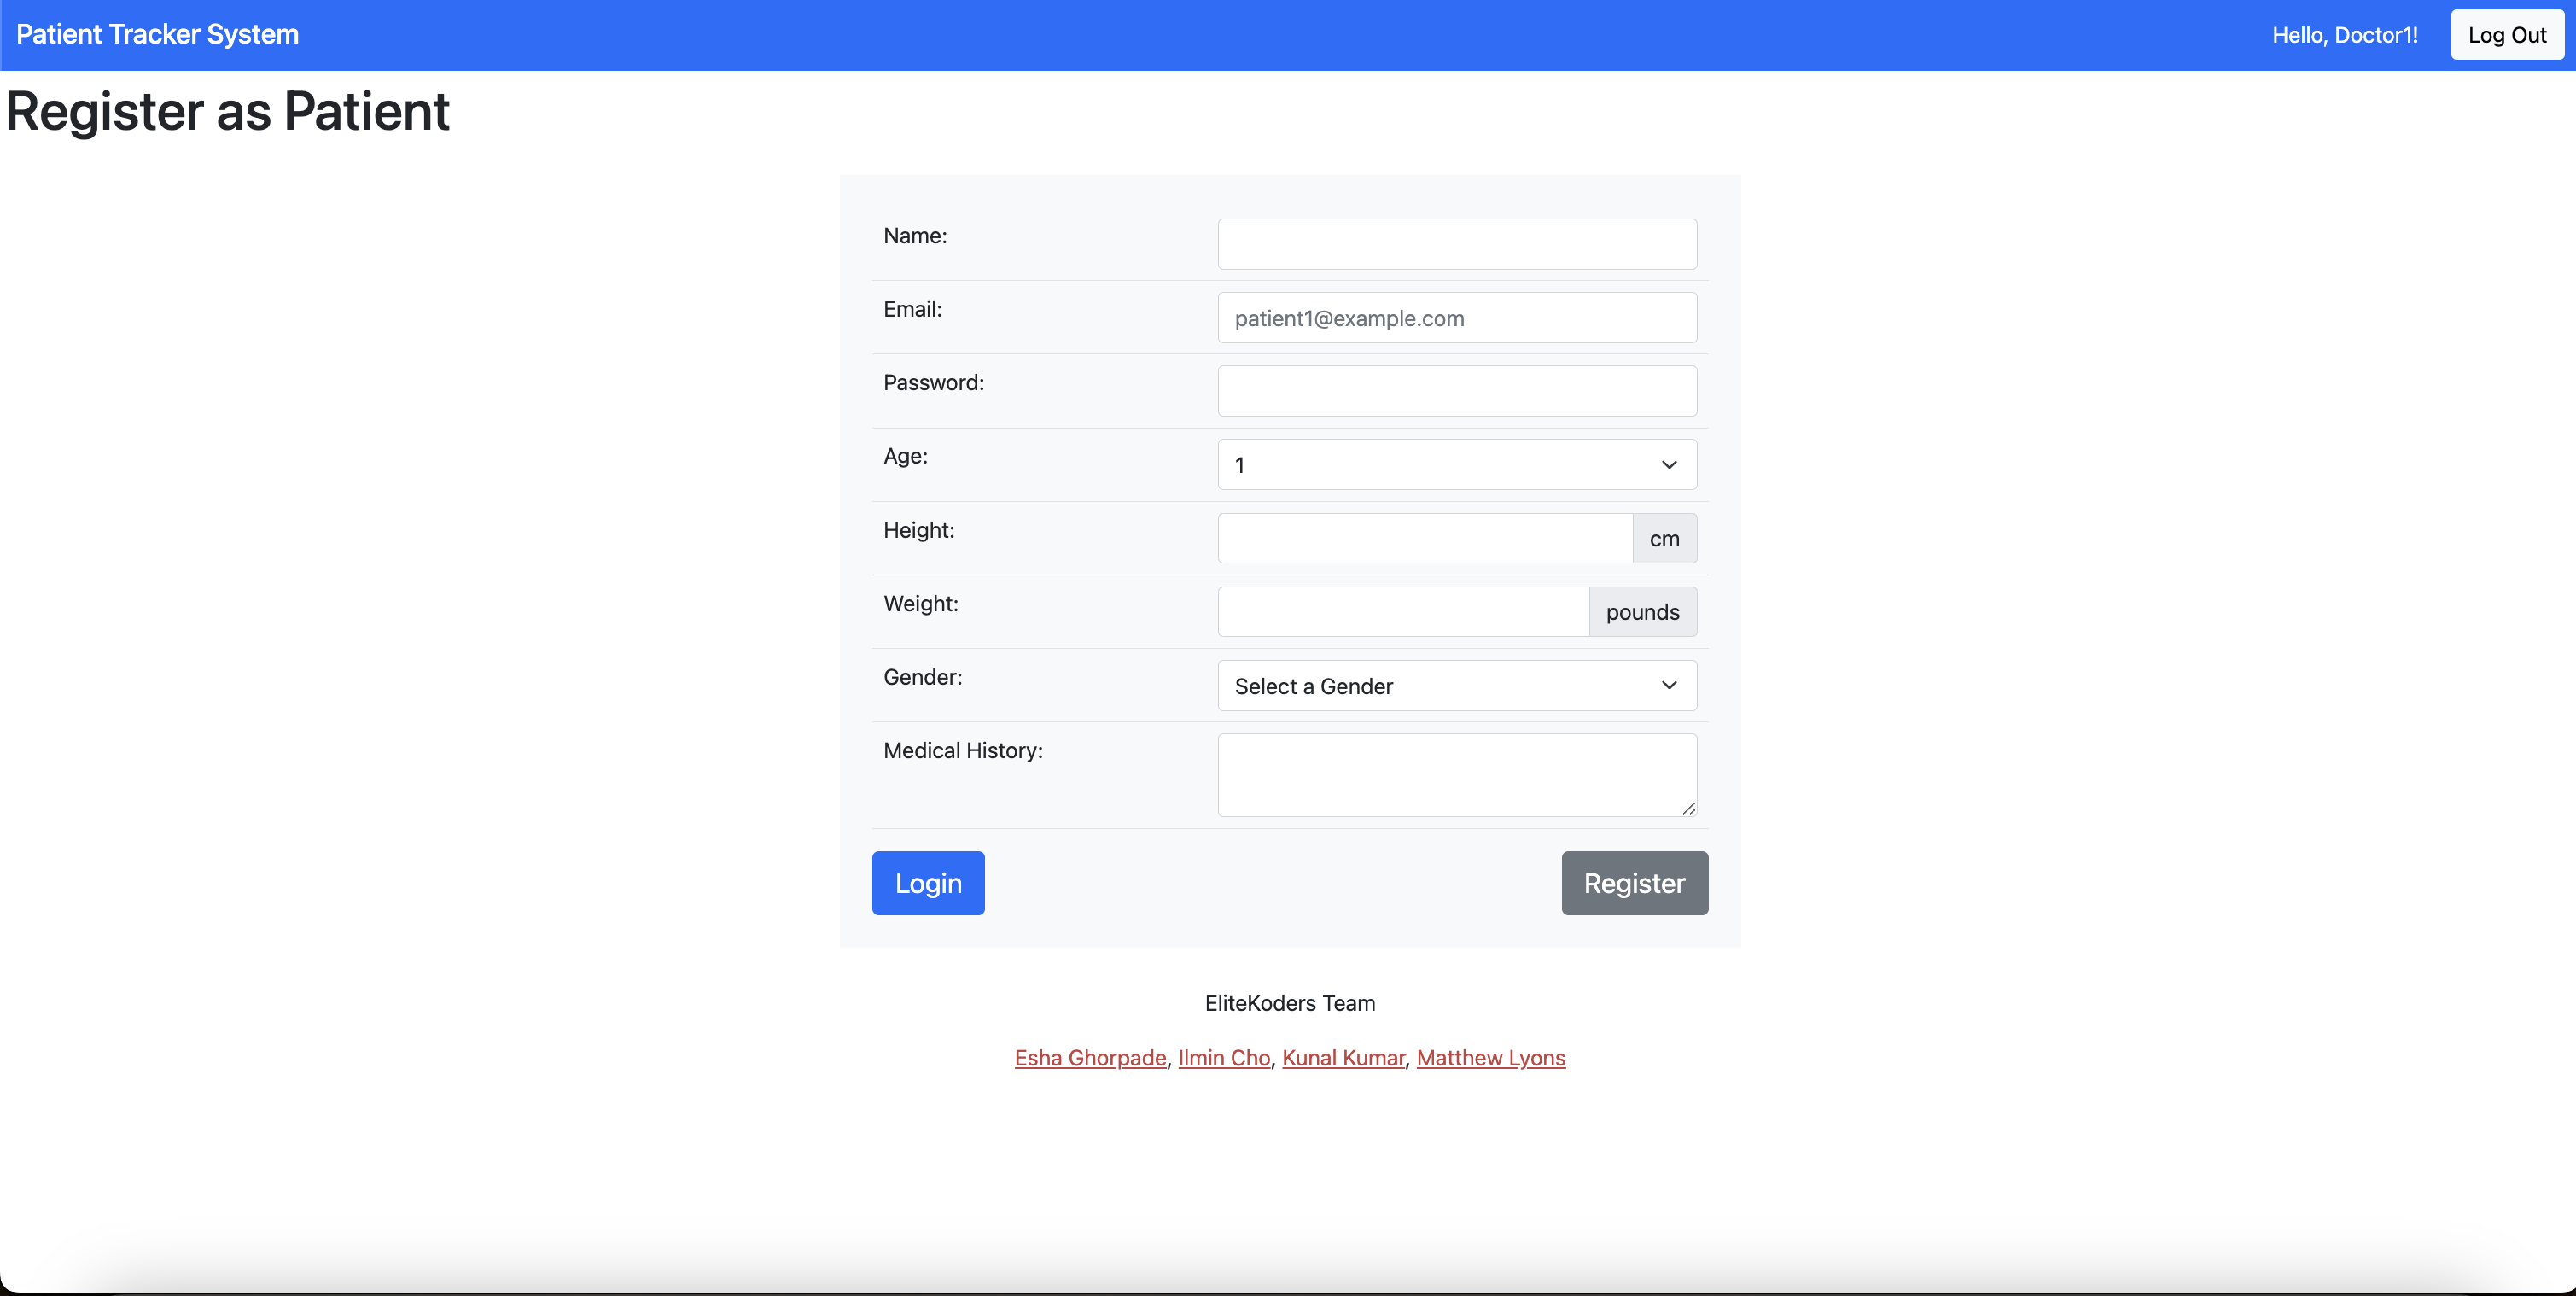 Patient Tracker System
Hello, Doctor1!
Log Out
Register as Patient
Name:
Email:
patient1@example.com
Password:
Age:
1
Height:
cm
Weight:
pounds
Gender:
Select a Gender
Medical History:
Login
Register
EliteKoders Team
Esha Ghorpade, Ilmin Cho, Kunal Kumar, Matthew Lyons